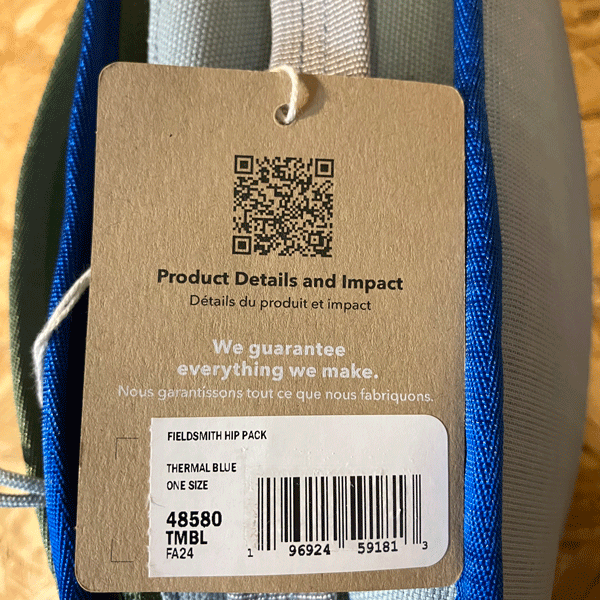 Product Details and Impact
Détails du produit et impact
We guarantee
everything we make.
Nous garantissons tout ce que nous fabriquons.
FIELDSMITH HIP PACK
THERMAL BLUE
ONE SIZE
48580
TMBL
FA24
1 96924 59181 3